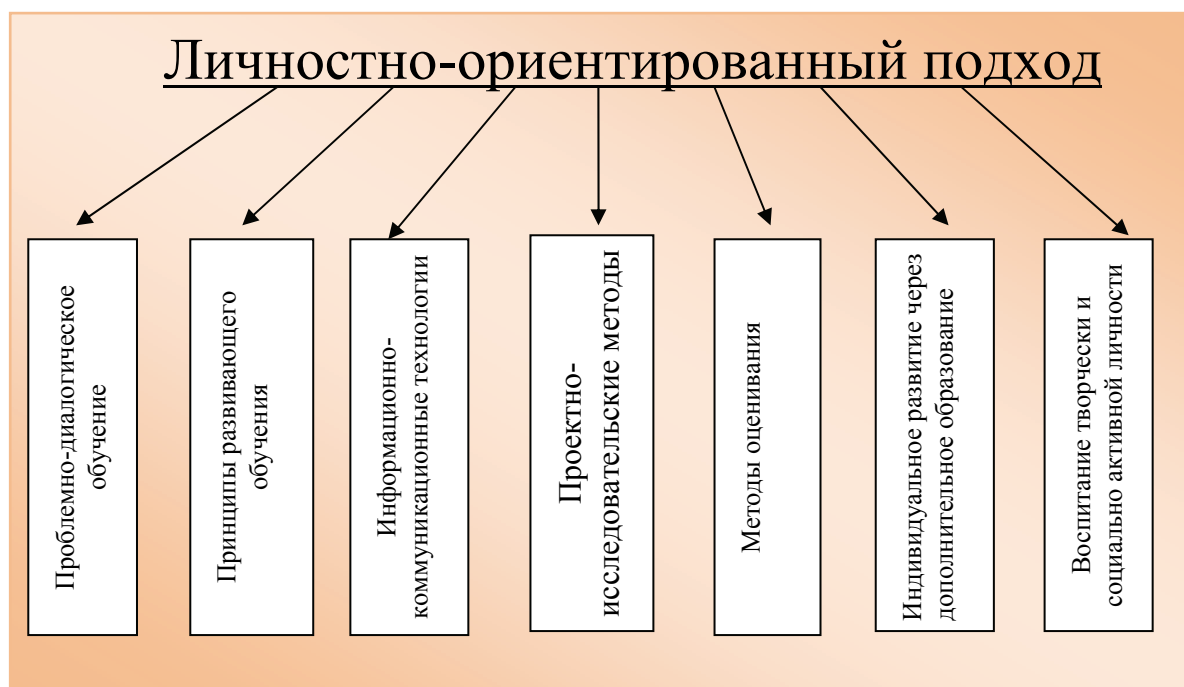 Личностно-ориентированный подход
Проблемно-диалогическое
обучение
Принципы развивающего
обучения
Информационно-
коммуникационные технологии
Проектно-
исследовательские методы
Методы оценивания
Индивидуальное развитие через
дополнительное образование
Воспитание творчески и
социально активной личности